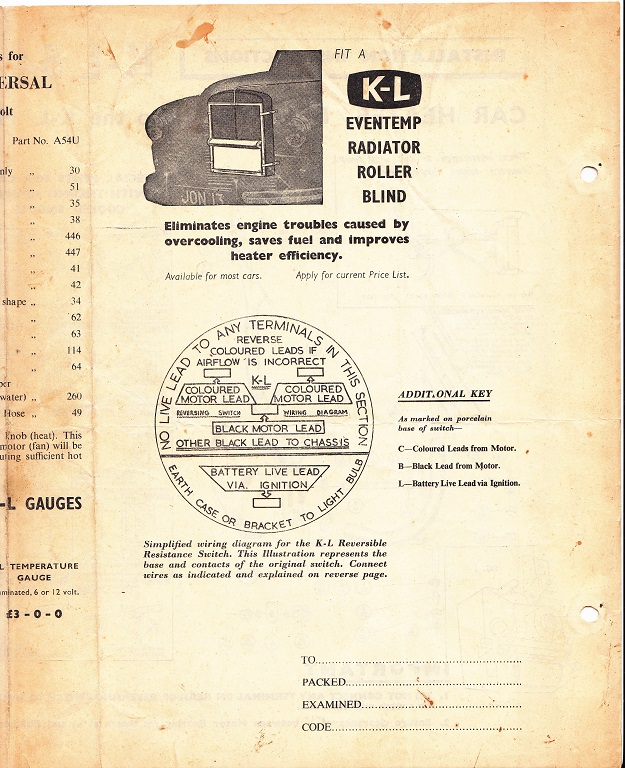 s for
ERSAL
olt
Part No. A54U
nly „ 30
„ 51
„ 35
„ 38
„ 446
„ 447
„ 41
„ 42
shape „ 34
„ 62
„ 63
„ 114
„ 64
per
water) „ 260
Hose „ 49
knob (heat). This
motor (fan) will be
uring sufficient hot
-L GAUGES
L TEMPERATURE
GAUGE
minated, 6 or 12 volt.
£3 - 0 - 0
JON 13
FIT A
K-L
EVENTEMP
RADIATOR
ROLLER
BLIND
Eliminates engine troubles caused by
overcooling, saves fuel and improves
heater efficiency.
Available for most cars. Apply for current Price List.
NO LIVE LEAD TO ANY TERMINALS IN THIS SECTION
REVERSE
COLOURED LEADS IF
AIRFLOW IS INCORRECT
K-L
COLOURED MOTOR LEAD
COLOURED MOTOR LEAD
REVERSING SWITCH WIRING DIAGRAM
BLACK MOTOR LEAD
OTHER BLACK LEAD TO CHASSIS
BATTERY LIVE LEAD
VIA. IGNITION
EARTH CASE OR BRACKET TO LIGHT BULB
Simplified wiring diagram for the K-L Reversible
Resistance Switch. This Illustration represents the
base and contacts of the original switch. Connect
wires as indicated and explained on reverse page.
ADDIT.ONAL KEY
As marked on porcelain
base of switch—
C—Coloured Leads from Motor.
B—Black Lead from Motor.
L—Battery Live Lead via Ignition.
TO
PACKED
EXAMINED
CODE